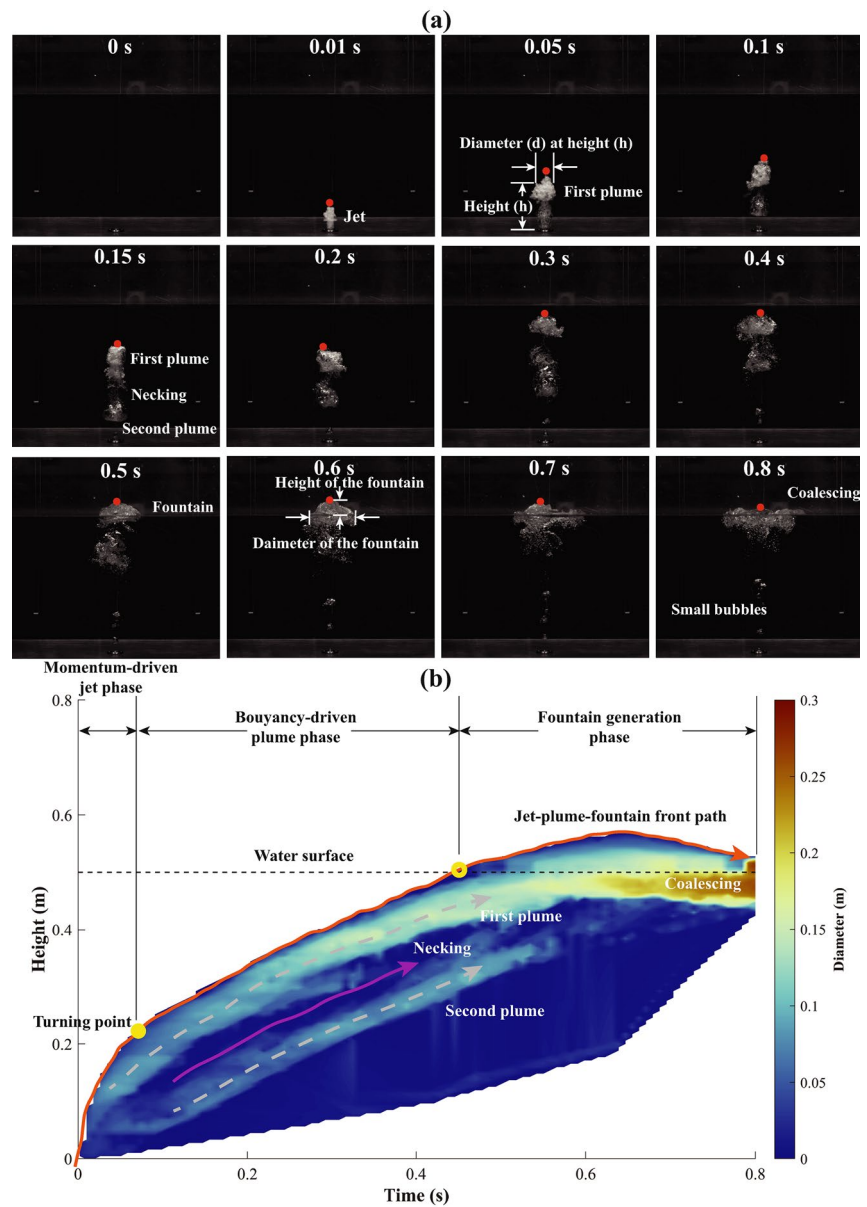 (a)
0 s
0.01 s
0.05 s
0.1 s
Diameter (d) at height (h)
First plume
Height (h)
Jet
0.15 s
0.2 s
0.3 s
0.4 s
First plume
Necking
Second plume
0.5 s
0.6 s
0.7 s
0.8 s
Height of the fountain
Coalescing
Fountain
Daimeter of the fountain
Small bubbles
Momentum-driven
jet phase
(b)
0.8
0.3
Bouyancy-driven
plume phase
Fountain generation
phase
0.25
0.6
Jet-plume-fountain front path
Water surface
0.2
Coalescing
First plume
0.4
0.15
Necking
Second plume
Turning point
0.1
0.2
0.05
0
0
0
0.2
0.4
0.6
0.8
Time (s)
Height (m)
Diameter (m)